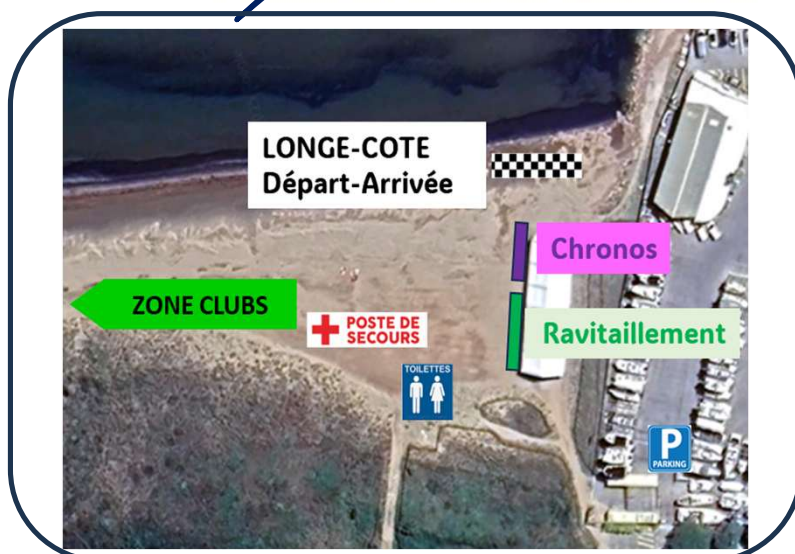 LONGE-COTE
Départ-Arrivée
Chronos
ZONE CLUBS
POSTE DE
SECOURS
Ravitaillement
TOILETTES
P
PARKING